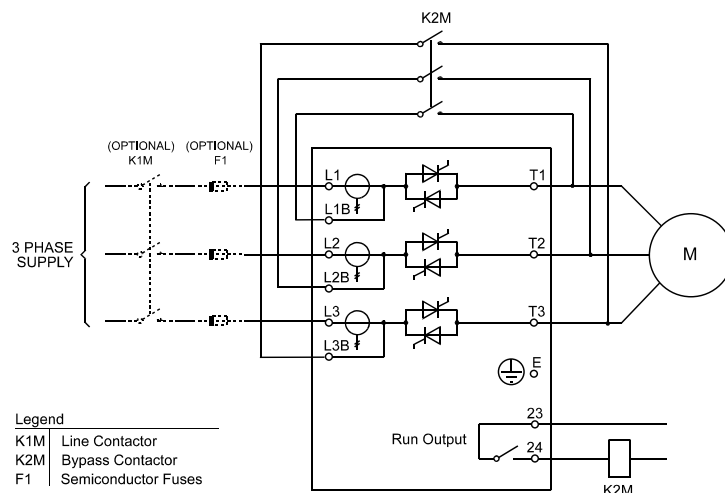 K2M
(OPTIONAL)
K1M
(OPTIONAL)
F1
3 PHASE
SUPPLY
L1
T1
L1B
L2
T2
L2B
L3
T3
L3B
M
E
23
Run Output
24
K2M
Legend
K1M Line Contactor
K2M Bypass Contactor
F1 Semiconductor Fuses